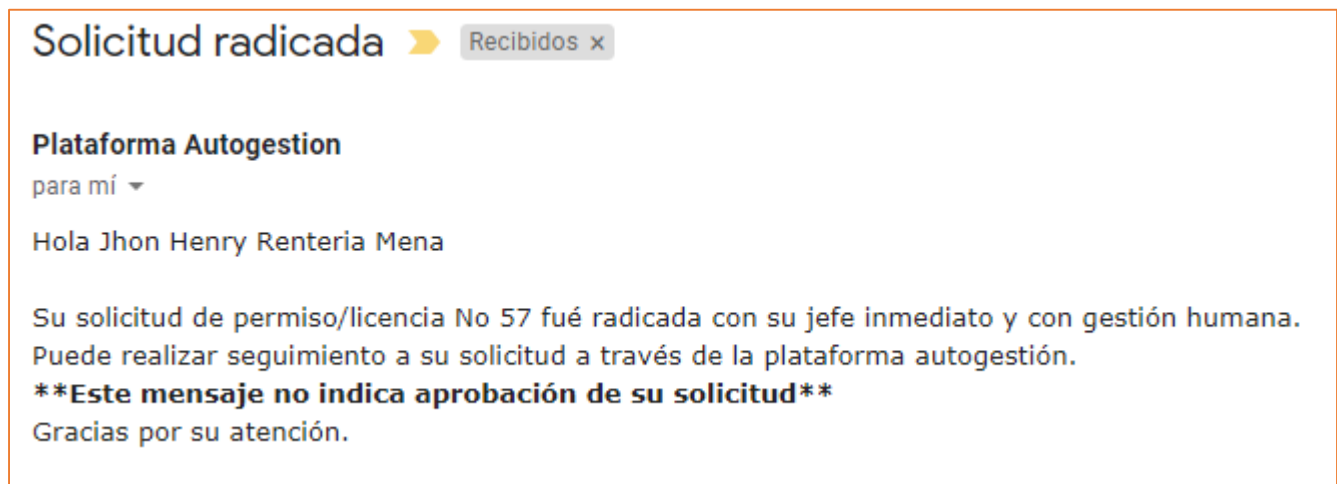 Solicitud radicada Recibidos x
Plataforma Autogestion
para mí
Hola Jhon Henry Renteria Mena
Su solicitud de permiso/licencia No 57 fué radicada con su jefe inmediato y con gestión humana.
Puede realizar seguimiento a su solicitud a través de la plataforma autogestión.
**Este mensaje no indica aprobación de su solicitud**
Gracias por su atención.